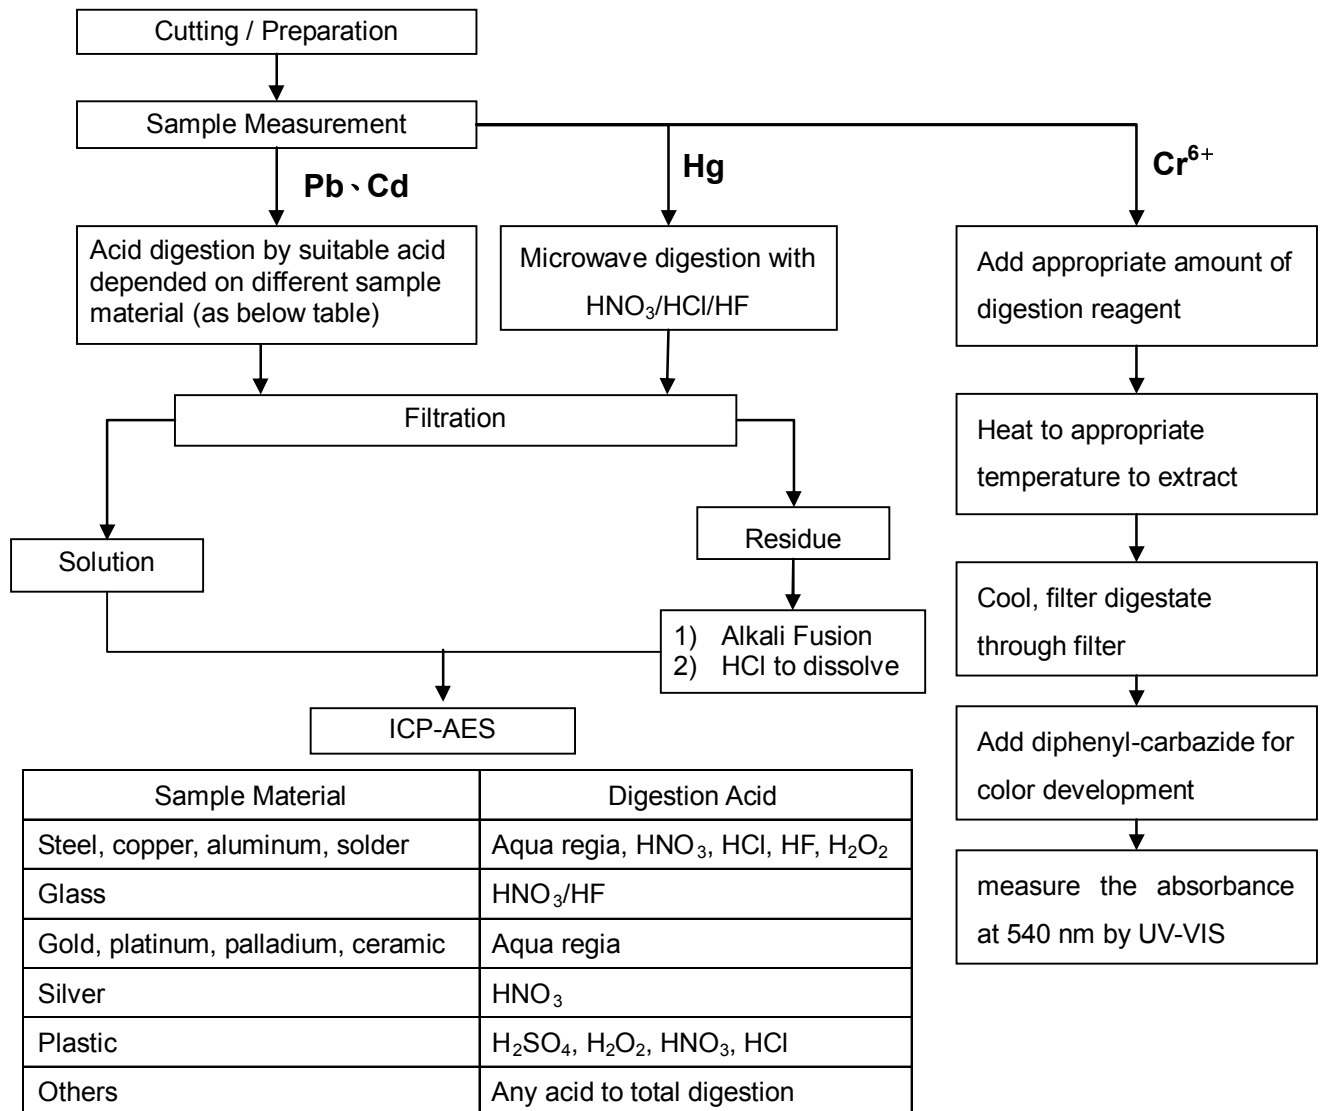 Cutting / Preparation
Sample Measurement
Pb、Cd
Hg
Cr⁶⁺
Acid digestion by suitable acid
depended on different sample
material (as below table)
Microwave digestion with
HNO₃/HCl/HF
Add appropriate amount of
digestion reagent
Filtration
Heat to appropriate
temperature to extract
Solution
Residue
1) Alkali Fusion
2) HCl to dissolve
Cool, filter digestate
through filter
ICP-AES
Add diphenyl-carbazide for
color development
measure the absorbance
at 540 nm by UV-VIS
Sample Material Digestion Acid
Steel, copper, aluminum, solder Aqua regia, HNO₃, HCl, HF, H₂O₂
Glass HNO₃/HF
Gold, platinum, palladium, ceramic Aqua regia
Silver HNO₃
Plastic H₂SO₄, H₂O₂, HNO₃, HCl
Others Any acid to total digestion